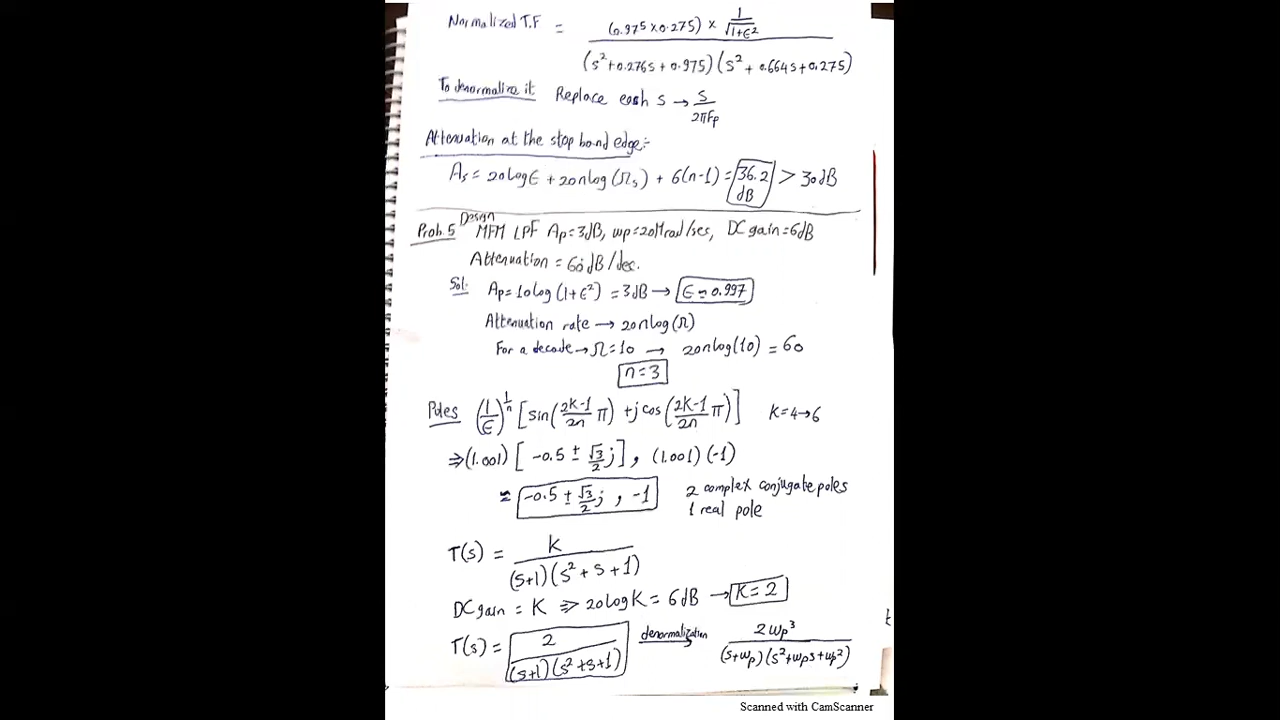 Normalized T.F = (0.975 x 0.275) x 1/√(1+ϵ²) / (s²+0.276s+0.975)(s²+0.664s+0.275)
To denormalize it: Replace each s → s/2πFp
Attenuation at the stop band edge:-
As = 20logϵ + 20nlog(Ωs) + 6(n-1) = 36.2 dB > 30dB
Prob.5 Design MFM LPF Ap=3dB, wp=20Mrad/sec, DC gain=6dB
Attenuation = 60 dB/dec.
Sol: Ap=10log(1+ϵ²) = 3dB → ϵ≈0.997
Attenuation rate → 20nlog(Ω)
For a decade → Ω=10 → 20nlog(10) = 60
n=3
Poles (1/ϵ)^(1/n) [sin((2K-1)/2n π) + j cos((2K-1)/2n π)] K=4→6
⇒(1.001) [-0.5 ± √3/2 j], (1.001)(-1)
≈ -0.5 ± √3/2 j, -1 2 complex conjugate poles
1 real pole
T(s) = K / (s+1)(s²+s+1)
DC gain = K ⇒ 20logK = 6dB → K=2
T(s) = 2 / (s+1)(s²+s+1) denormalization → 2wp³ / (s+wp)(s²+wps+wp²)
Scanned with CamScanner